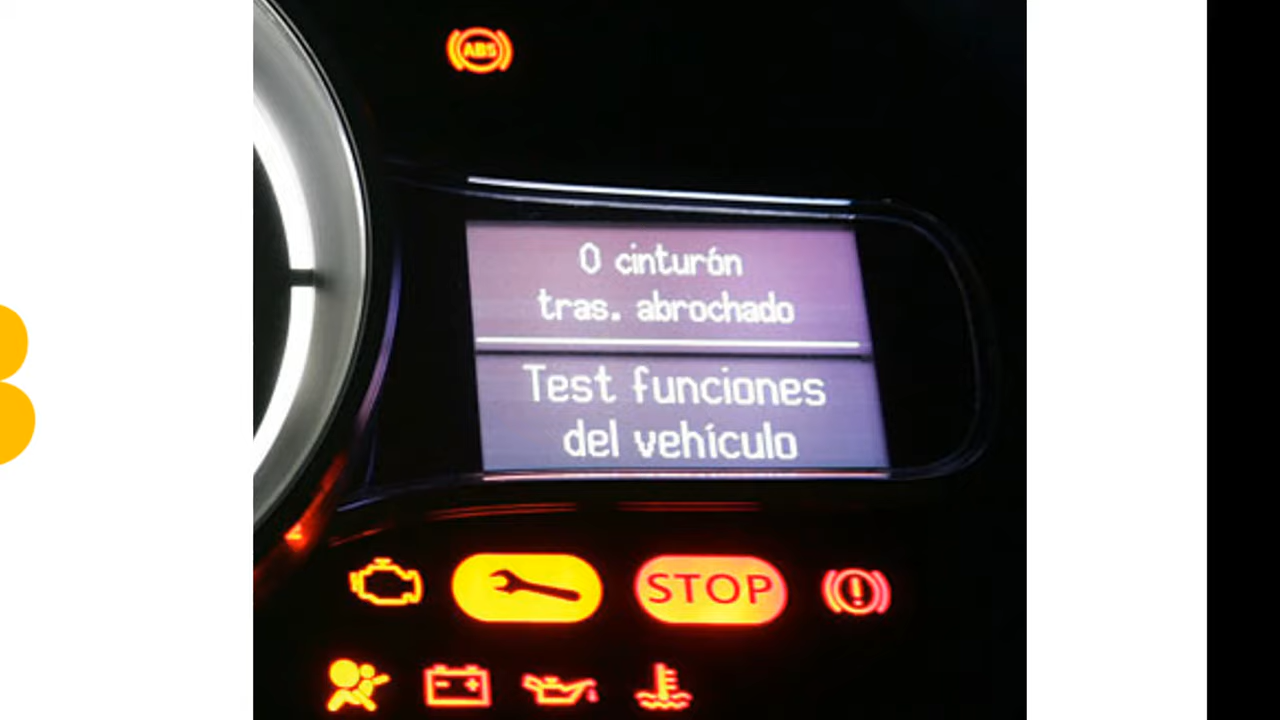 ABS
0 cinturón
tras. abrochado
Test funciones
del vehículo
STOP